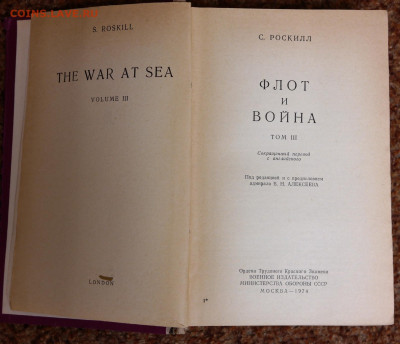 COINS.LAVE.RU
S. ROSKILL
THE WAR AT SEA
VOLUME III
LONDON
С. РОСКИЛЛ
ФЛОТ
И
ВОЙНА
ТОМ III
Сокращенный перевод
с английского
Под редакцией и с предисловием
адмирала В. Н. АЛЕКСЕЕВА
Ордена Трудового Красного Знамени
ВОЕННОЕ ИЗДАТЕЛЬСТВО
МИНИСТЕРСТВА ОБОРОНЫ СССР
МОСКВА—1974